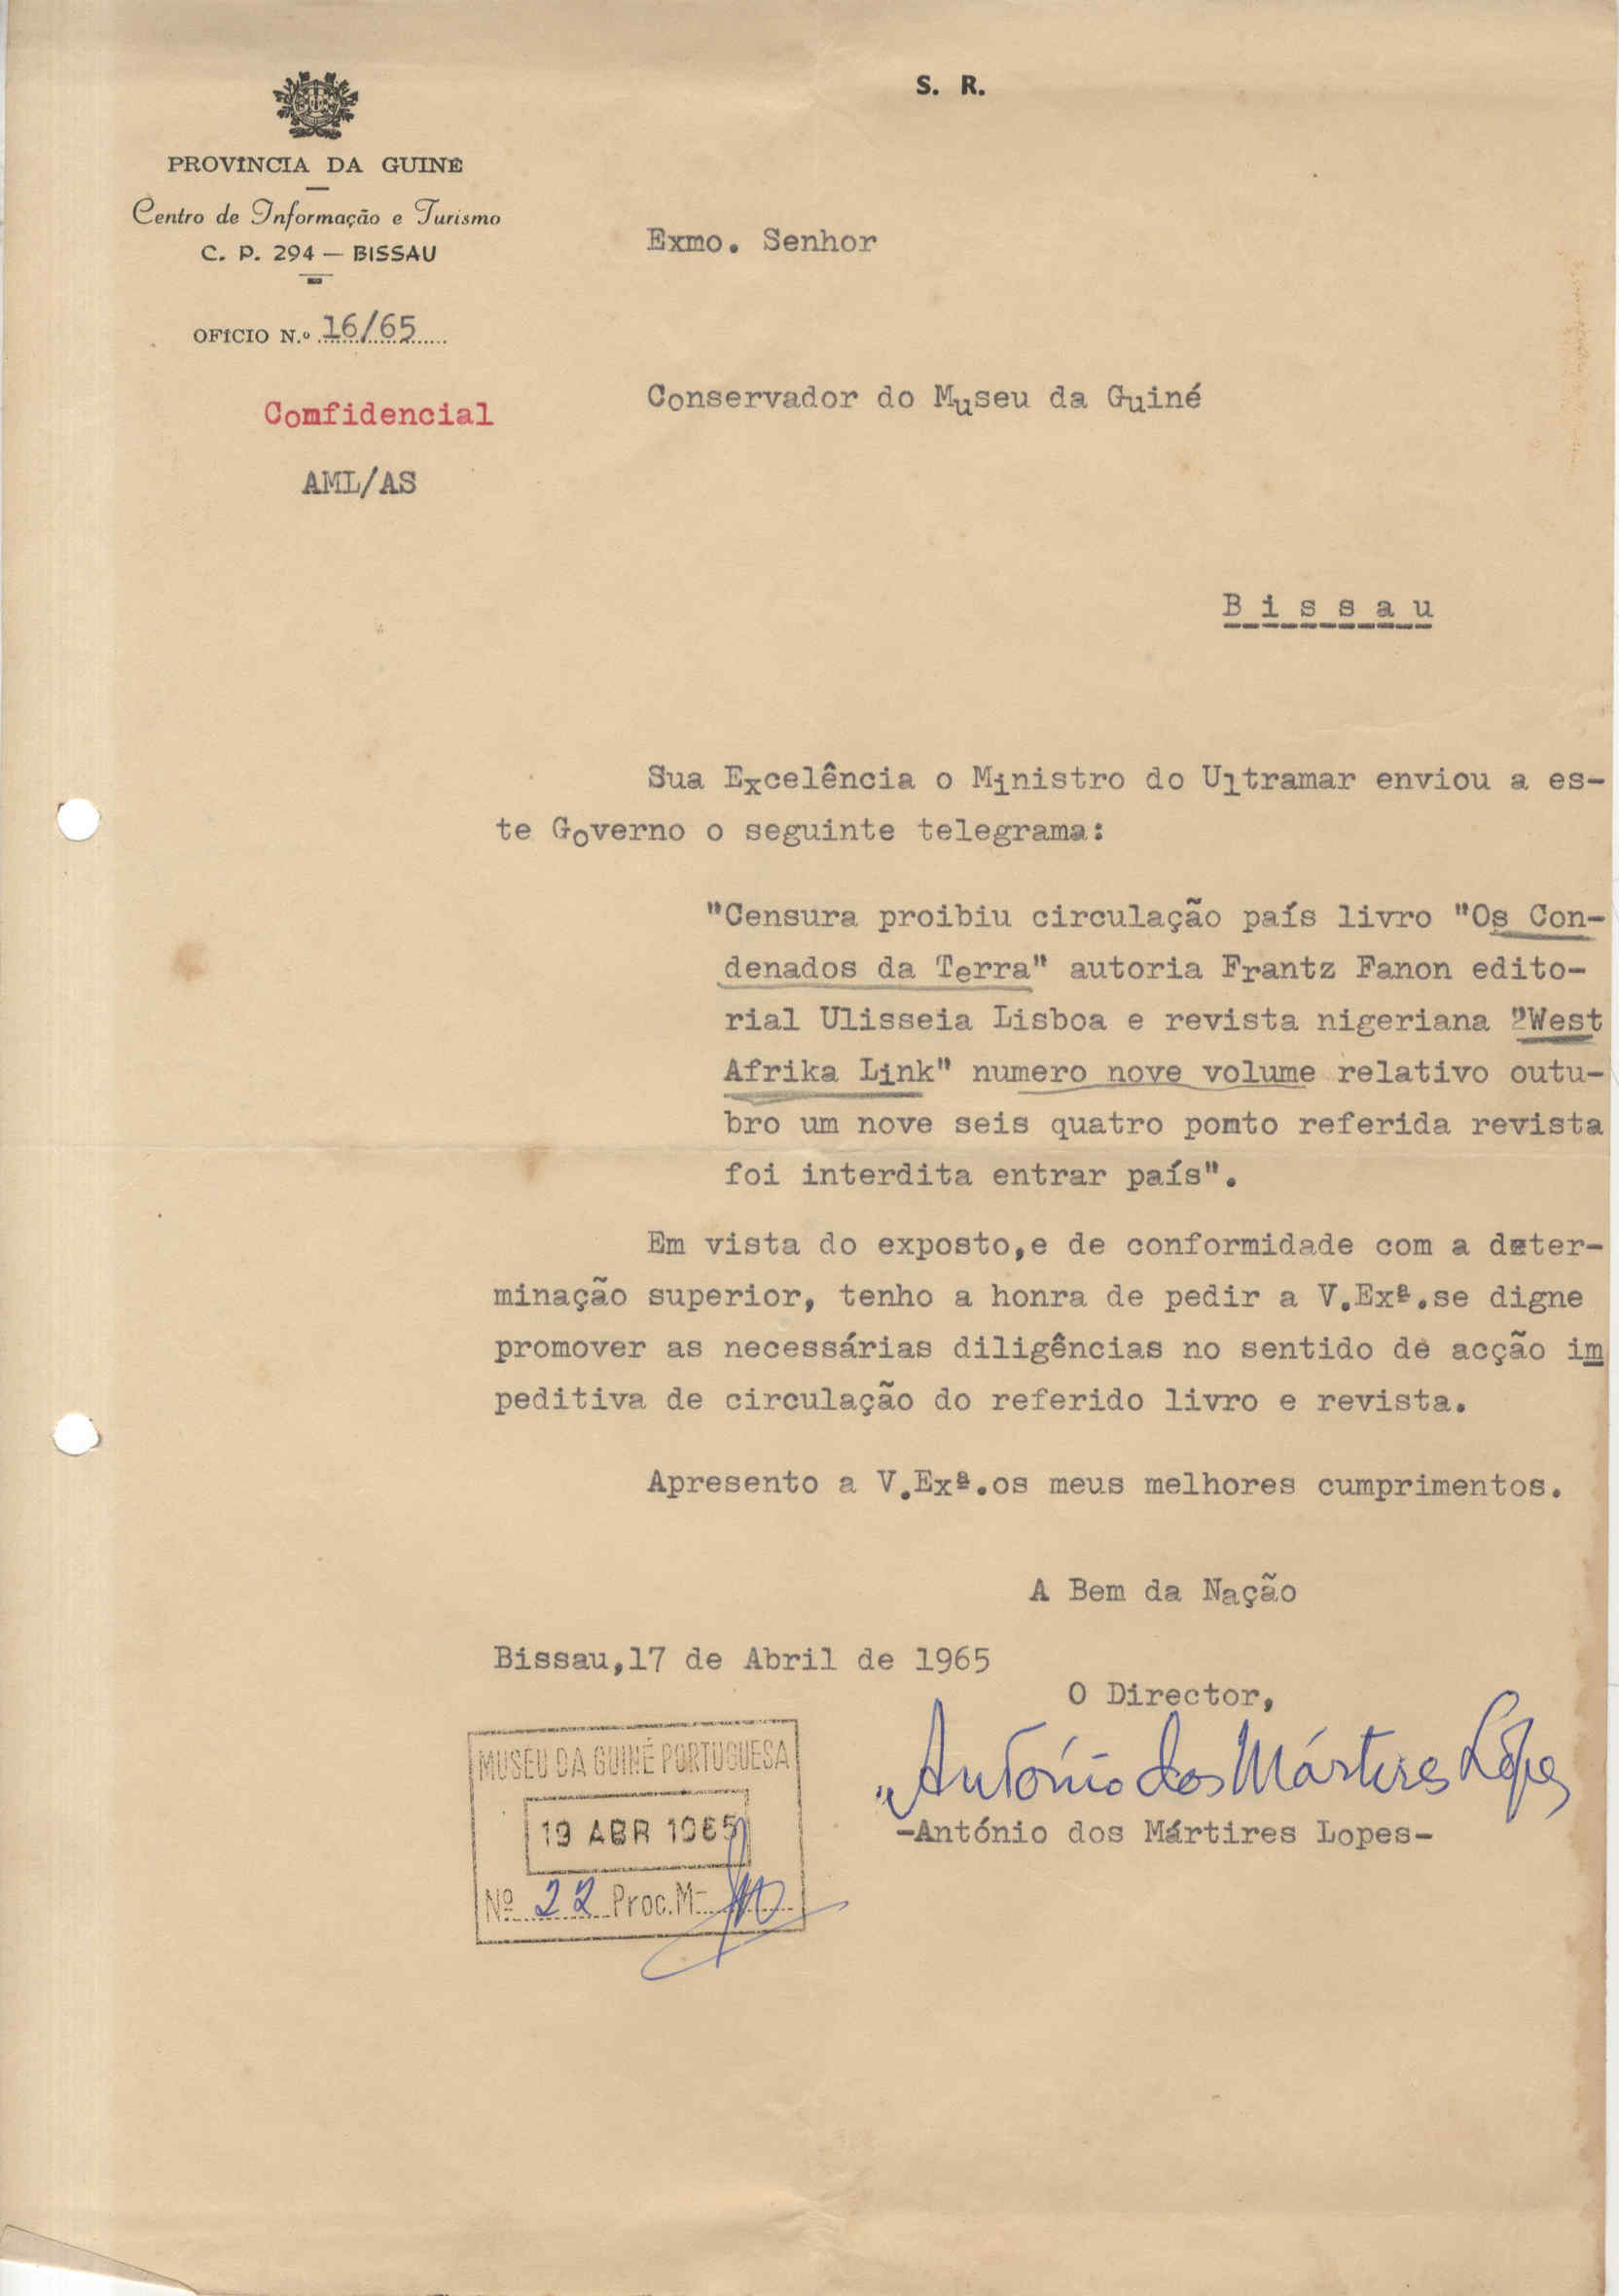 S. R.
PROVÍNCIA DA GUINÉ
Centro de Informação e Turismo
C. P. 294 — BISSAU
OFÍCIO N.º 16/65
Comfidencial
AML/AS
Exmo. Senhor
Conservador do Museu da Guiné
B i s s a u
Sua Excelência o Ministro do Ultramar enviou a es-
te Governo o seguinte telegrama:
"Censura proibiu circulação país livro "Os Con-
denados da Terra" autoria Frantz Fanon edito-
rial Ulisseia Lisboa e revista nigeriana "West
Afrika Link" numero nove volume relativo outu-
bro um nove seis quatro pomto referida revista
foi interdita entrar país".
Em vista do exposto,e de conformidade com a deter-
minação superior, tenho a honra de pedir a V.Exª.se digne
promover as necessárias diligências no sentido de acção im
peditiva de circulação do referido livro e revista.
Apresento a V.Exª.os meus melhores cumprimentos.
A Bem da Nação
Bissau,17 de Abril de 1965
O Director,
António dos Mártires Lopes
-António dos Mártires Lopes-
MUSEU DA GUINÉ PORTUGUESA
19 ABR 1965
Nº 22 Proc.M-